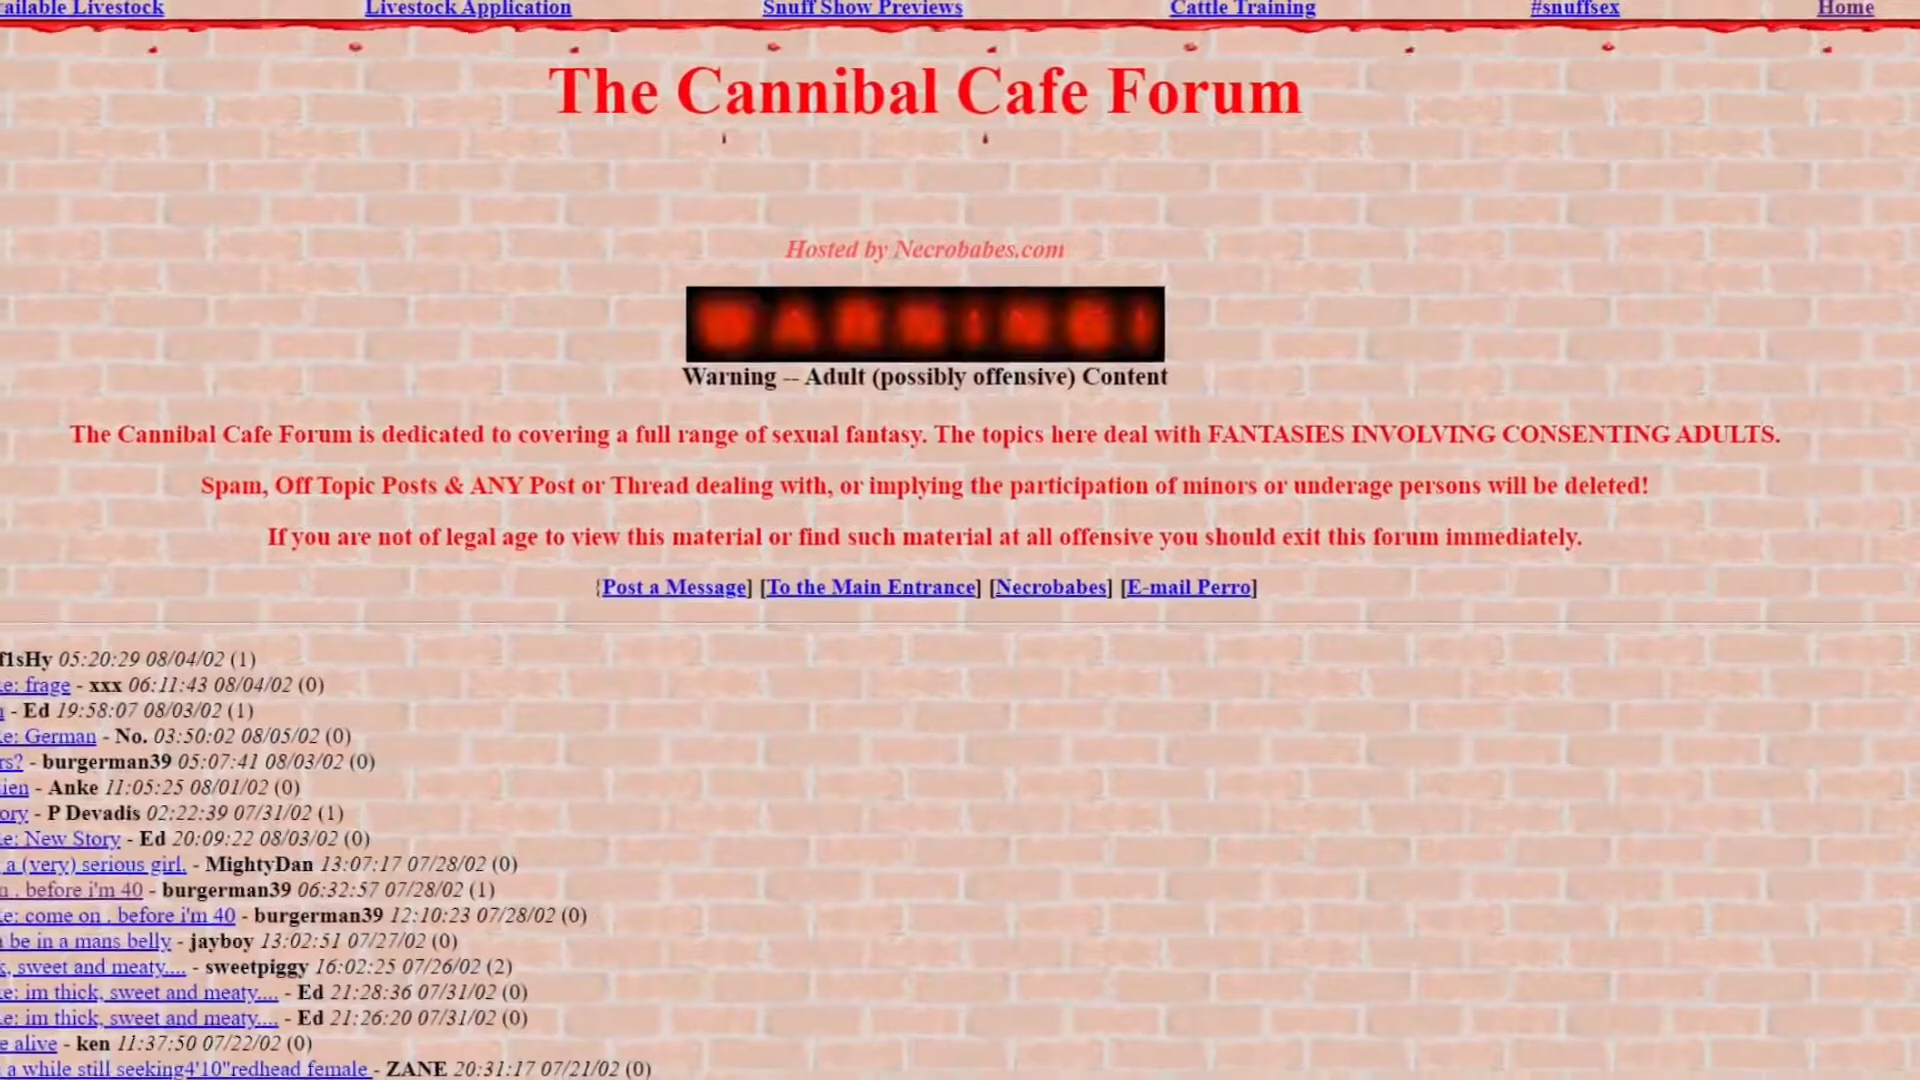 ailable Livestock Livestock Application Snuff Show Previews Cattle Training #snuffsex Home
The Cannibal Cafe Forum
Hosted by Necrobabes.com
WARNING!
Warning -- Adult (possibly offensive) Content
The Cannibal Cafe Forum is dedicated to covering a full range of sexual fantasy. The topics here deal with FANTASIES INVOLVING CONSENTING ADULTS.
Spam, Off Topic Posts & ANY Post or Thread dealing with, or implying the participation of minors or underage persons will be deleted!
If you are not of legal age to view this material or find such material at all offensive you should exit this forum immediately.
[Post a Message] [To the Main Entrance] [Necrobabes] [E-mail Perro]
f1sHy 05:20:29 08/04/02 (1)
e: frage - xxx 06:11:43 08/04/02 (0)
- Ed 19:58:07 08/03/02 (1)
e: German - No. 03:50:02 08/05/02 (0)
rs? - burgerman39 05:07:41 08/03/02 (0)
ien - Anke 11:05:25 08/01/02 (0)
ory - P Devadis 02:22:39 07/31/02 (1)
e: New Story - Ed 20:09:22 08/03/02 (0)
a (very) serious girl. - MightyDan 13:07:17 07/28/02 (0)
n . before i'm 40 - burgerman39 06:32:57 07/28/02 (1)
e: come on . before i'm 40 - burgerman39 12:10:23 07/28/02 (0)
be in a mans belly - jayboy 13:02:51 07/27/02 (0)
k, sweet and meaty.... - sweetpiggy 16:02:25 07/26/02 (2)
e: im thick, sweet and meaty.... - Ed 21:28:36 07/31/02 (0)
e: im thick, sweet and meaty.... - Ed 21:26:20 07/31/02 (0)
e alive - ken 11:37:50 07/22/02 (0)
a while still seeking4'10"redhead female - ZANE 20:31:17 07/21/02 (0)